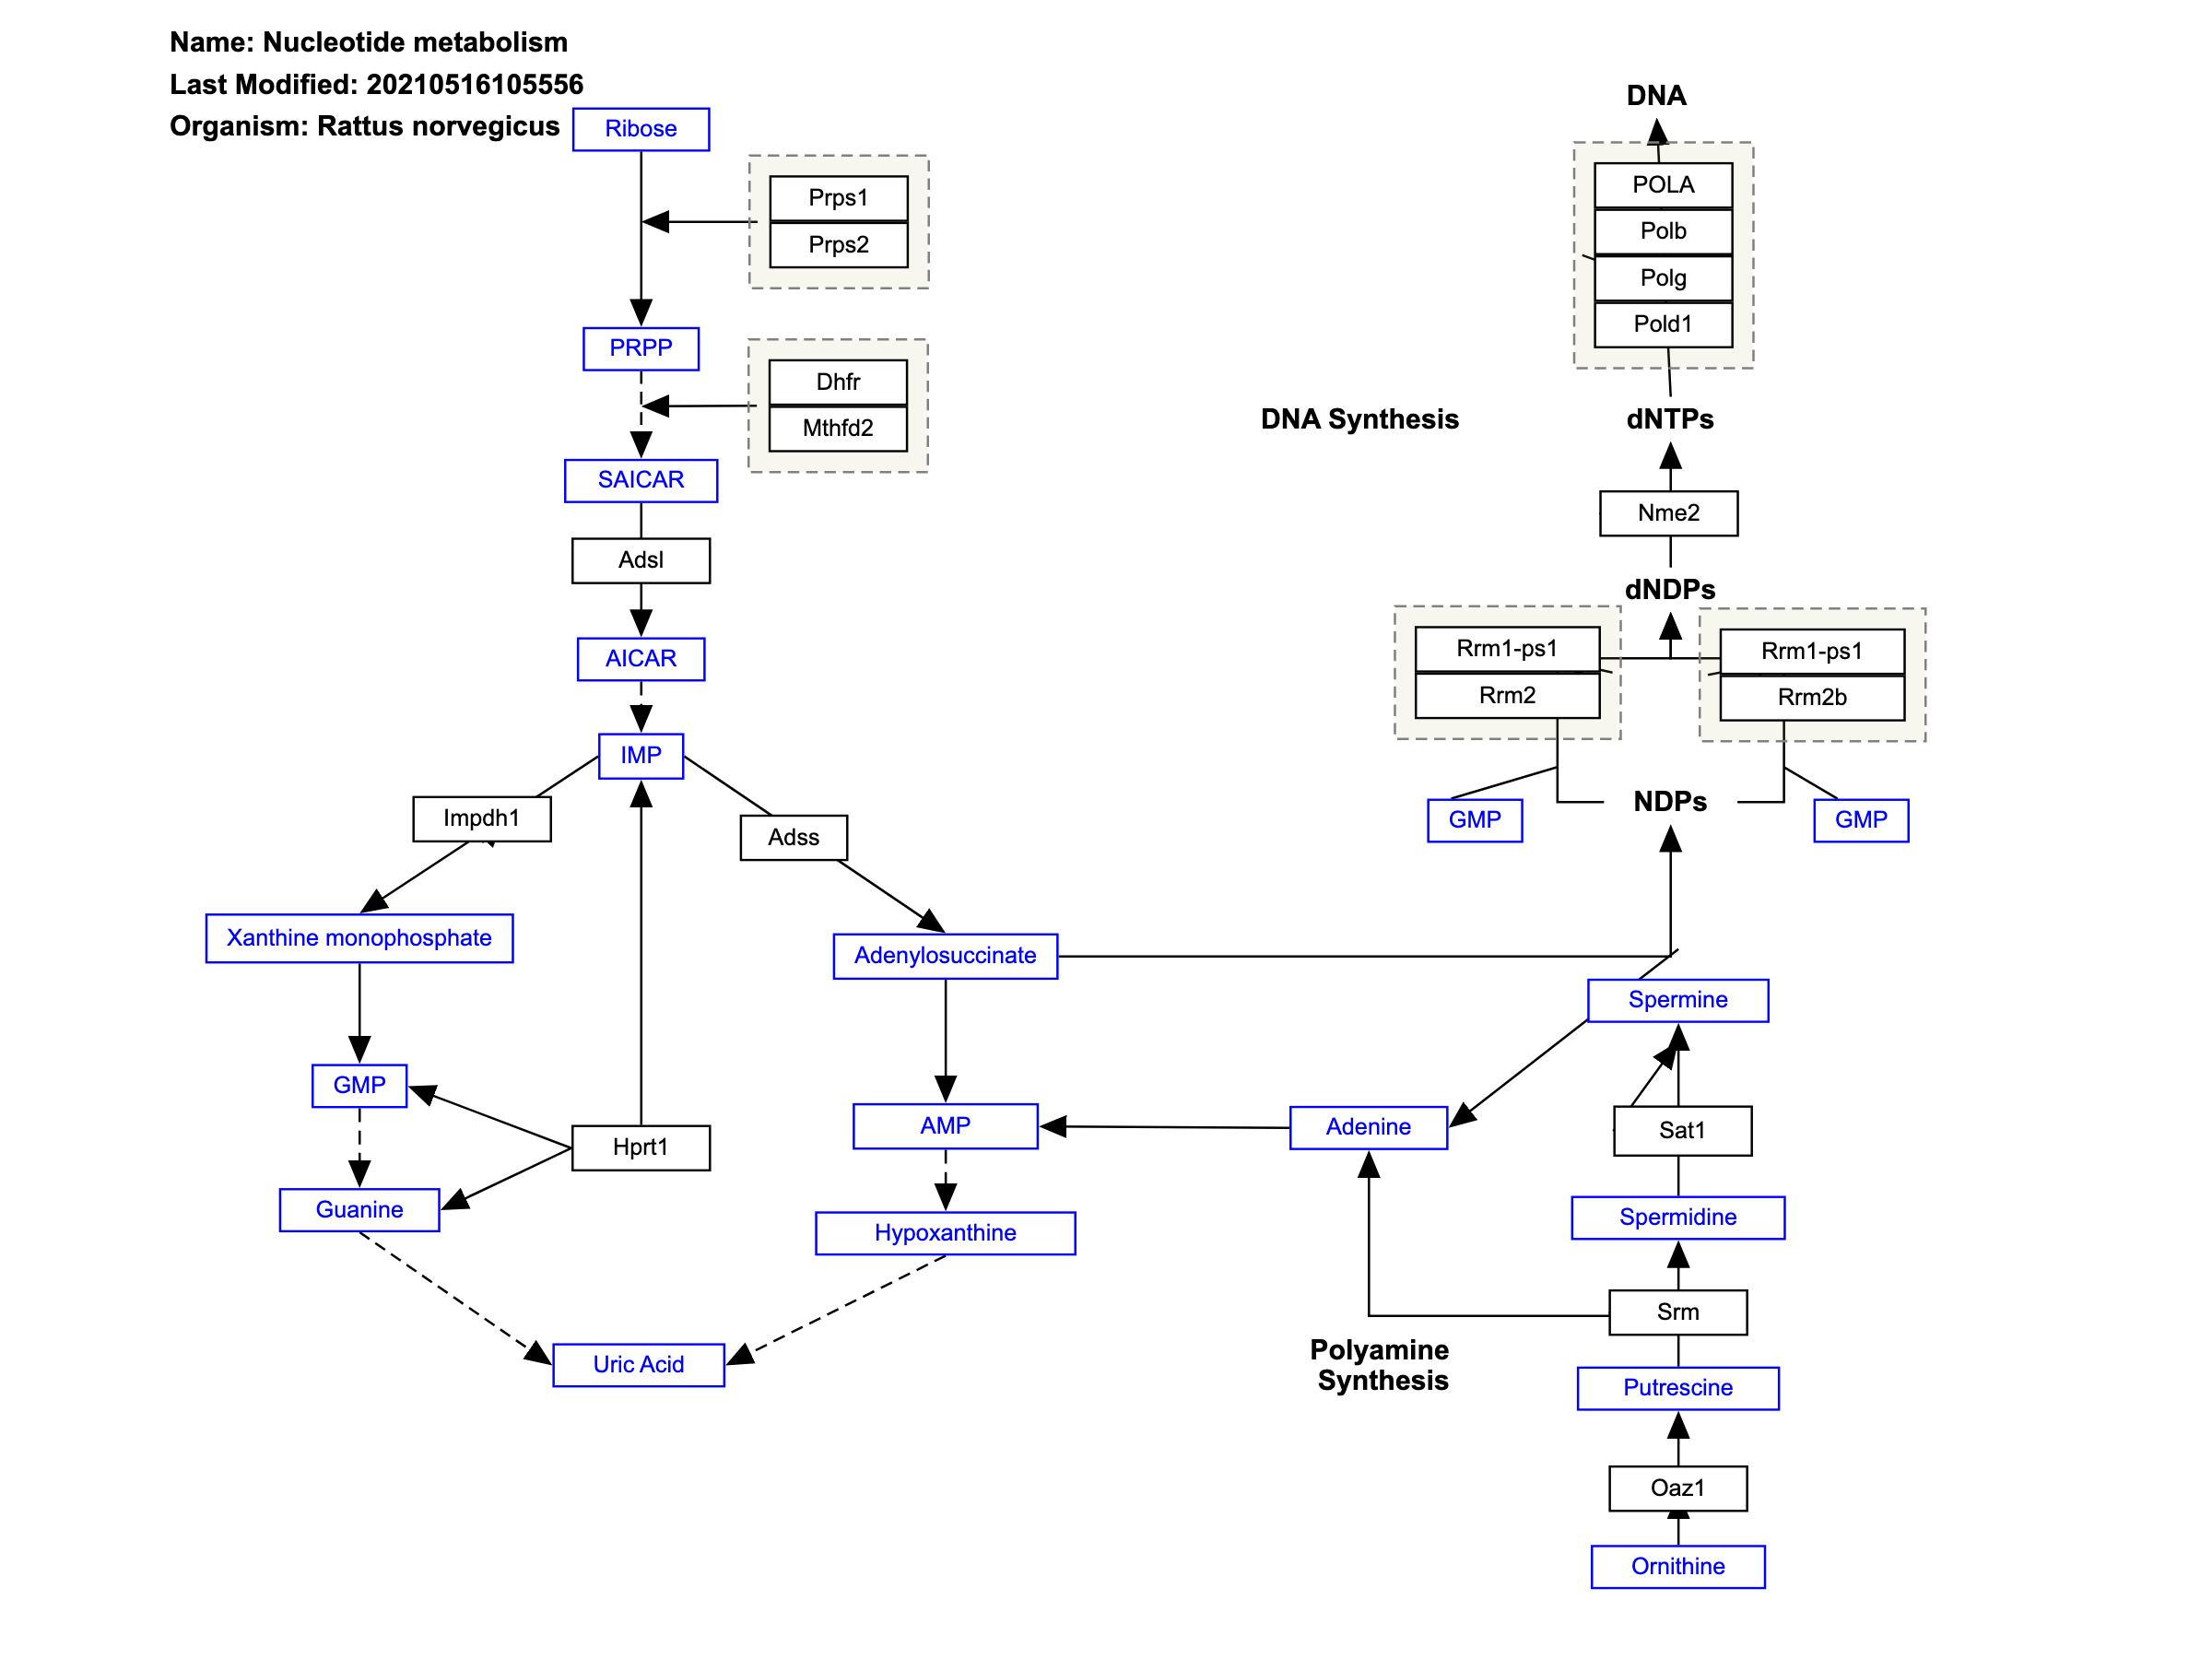 Name: Nucleotide metabolism
Last Modified: 20210516105556
Organism: Rattus norvegicus
Ribose
Prps1
Prps2
PRPP
Dhfr
Mthfd2
SAICAR
Adsl
AICAR
IMP
Impdh1
Adss
Xanthine monophosphate
Adenylosuccinate
GMP
Hprt1
AMP
Adenine
Guanine
Hypoxanthine
Uric Acid
DNA
POLA
Polb
Polg
Pold1
DNA Synthesis
dNTPs
Nme2
dNDPs
Rrm1-ps1
Rrm2
Rrm1-ps1
Rrm2b
GMP
NDPs
GMP
Spermine
Sat1
Spermidine
Srm
Polyamine
Synthesis
Putrescine
Oaz1
Ornithine